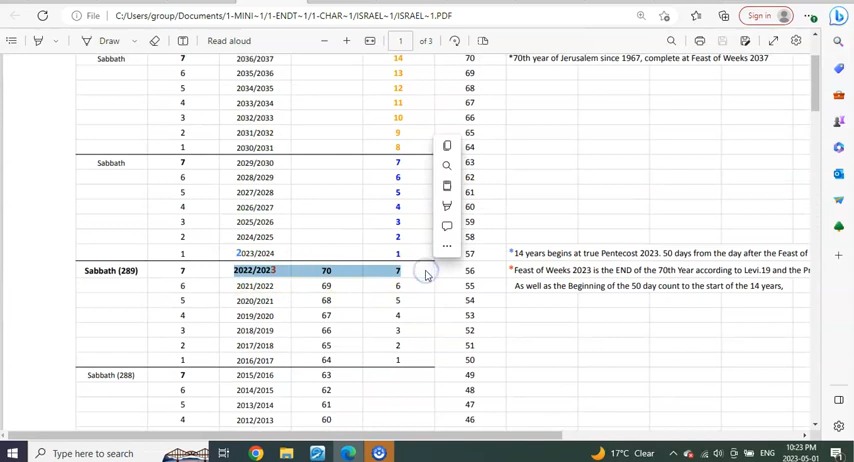 File
C:/Users/group/Documents/1-MINI~1/1-ENDT~1/1-CHAR~1/ISRAEL~1/ISRAEL~1.PDF
Sign in
Draw
Read aloud
1
of 3
Sabbath 7 2036/2037 14 70 *70th year of Jerusalem since 1967, complete at Feast of Weeks 2037
6 2035/2036 13 69
5 2034/2035 12 68
4 2033/2034 11 67
3 2032/2033 10 66
2 2031/2032 9 65
1 2030/2031 8 64
Sabbath 7 2029/2030 7 63
6 2028/2029 6 62
5 2027/2028 5 61
4 2026/2027 4 60
3 2025/2026 3 59
2 2024/2025 2 58
1 2023/2024 1 57 *14 years begins at true Pentecost 2023. 50 days from the day after the Feast of
Sabbath (289) 7 2022/2023 70 7 56 *Feast of Weeks 2023 is the END of the 70th Year according to Levi.19 and the Pr
6 2021/2022 69 6 55 As well as the Beginning of the 50 day count to the start of the 14 years,
5 2020/2021 68 5 54
4 2019/2020 67 4 53
3 2018/2019 66 3 52
2 2017/2018 65 2 51
1 2016/2017 64 1 50
Sabbath (288) 7 2015/2016 63 49
6 2014/2015 62 48
5 2013/2014 61 47
4 2012/2013 60 46
Type here to search
17°C Clear
ENG
10:23 PM
2023-05-01